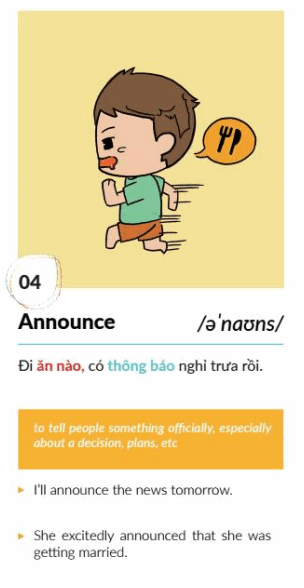 04
Announce /əˈnaʊns/
Đi ăn nào, có thông báo nghỉ trưa rồi.
to tell people something officially, especially
about a decision, plans, etc
I'll announce the news tomorrow.
She excitedly announced that she was
getting married.